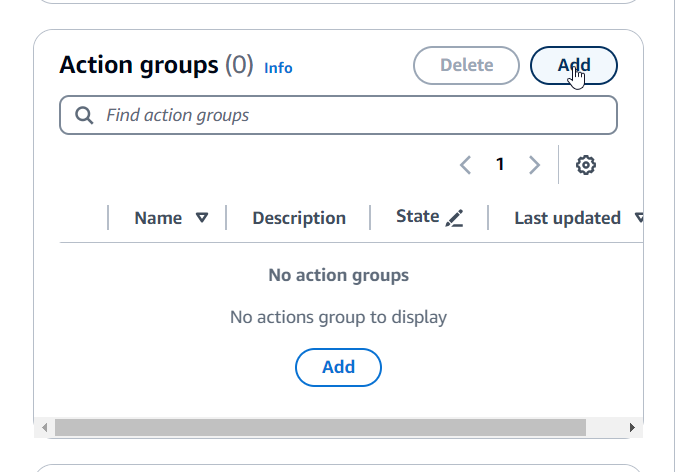 Action groups (0) Info
Delete
Add
Find action groups
1
Name
Description
State
Last updated
No action groups
No actions group to display
Add